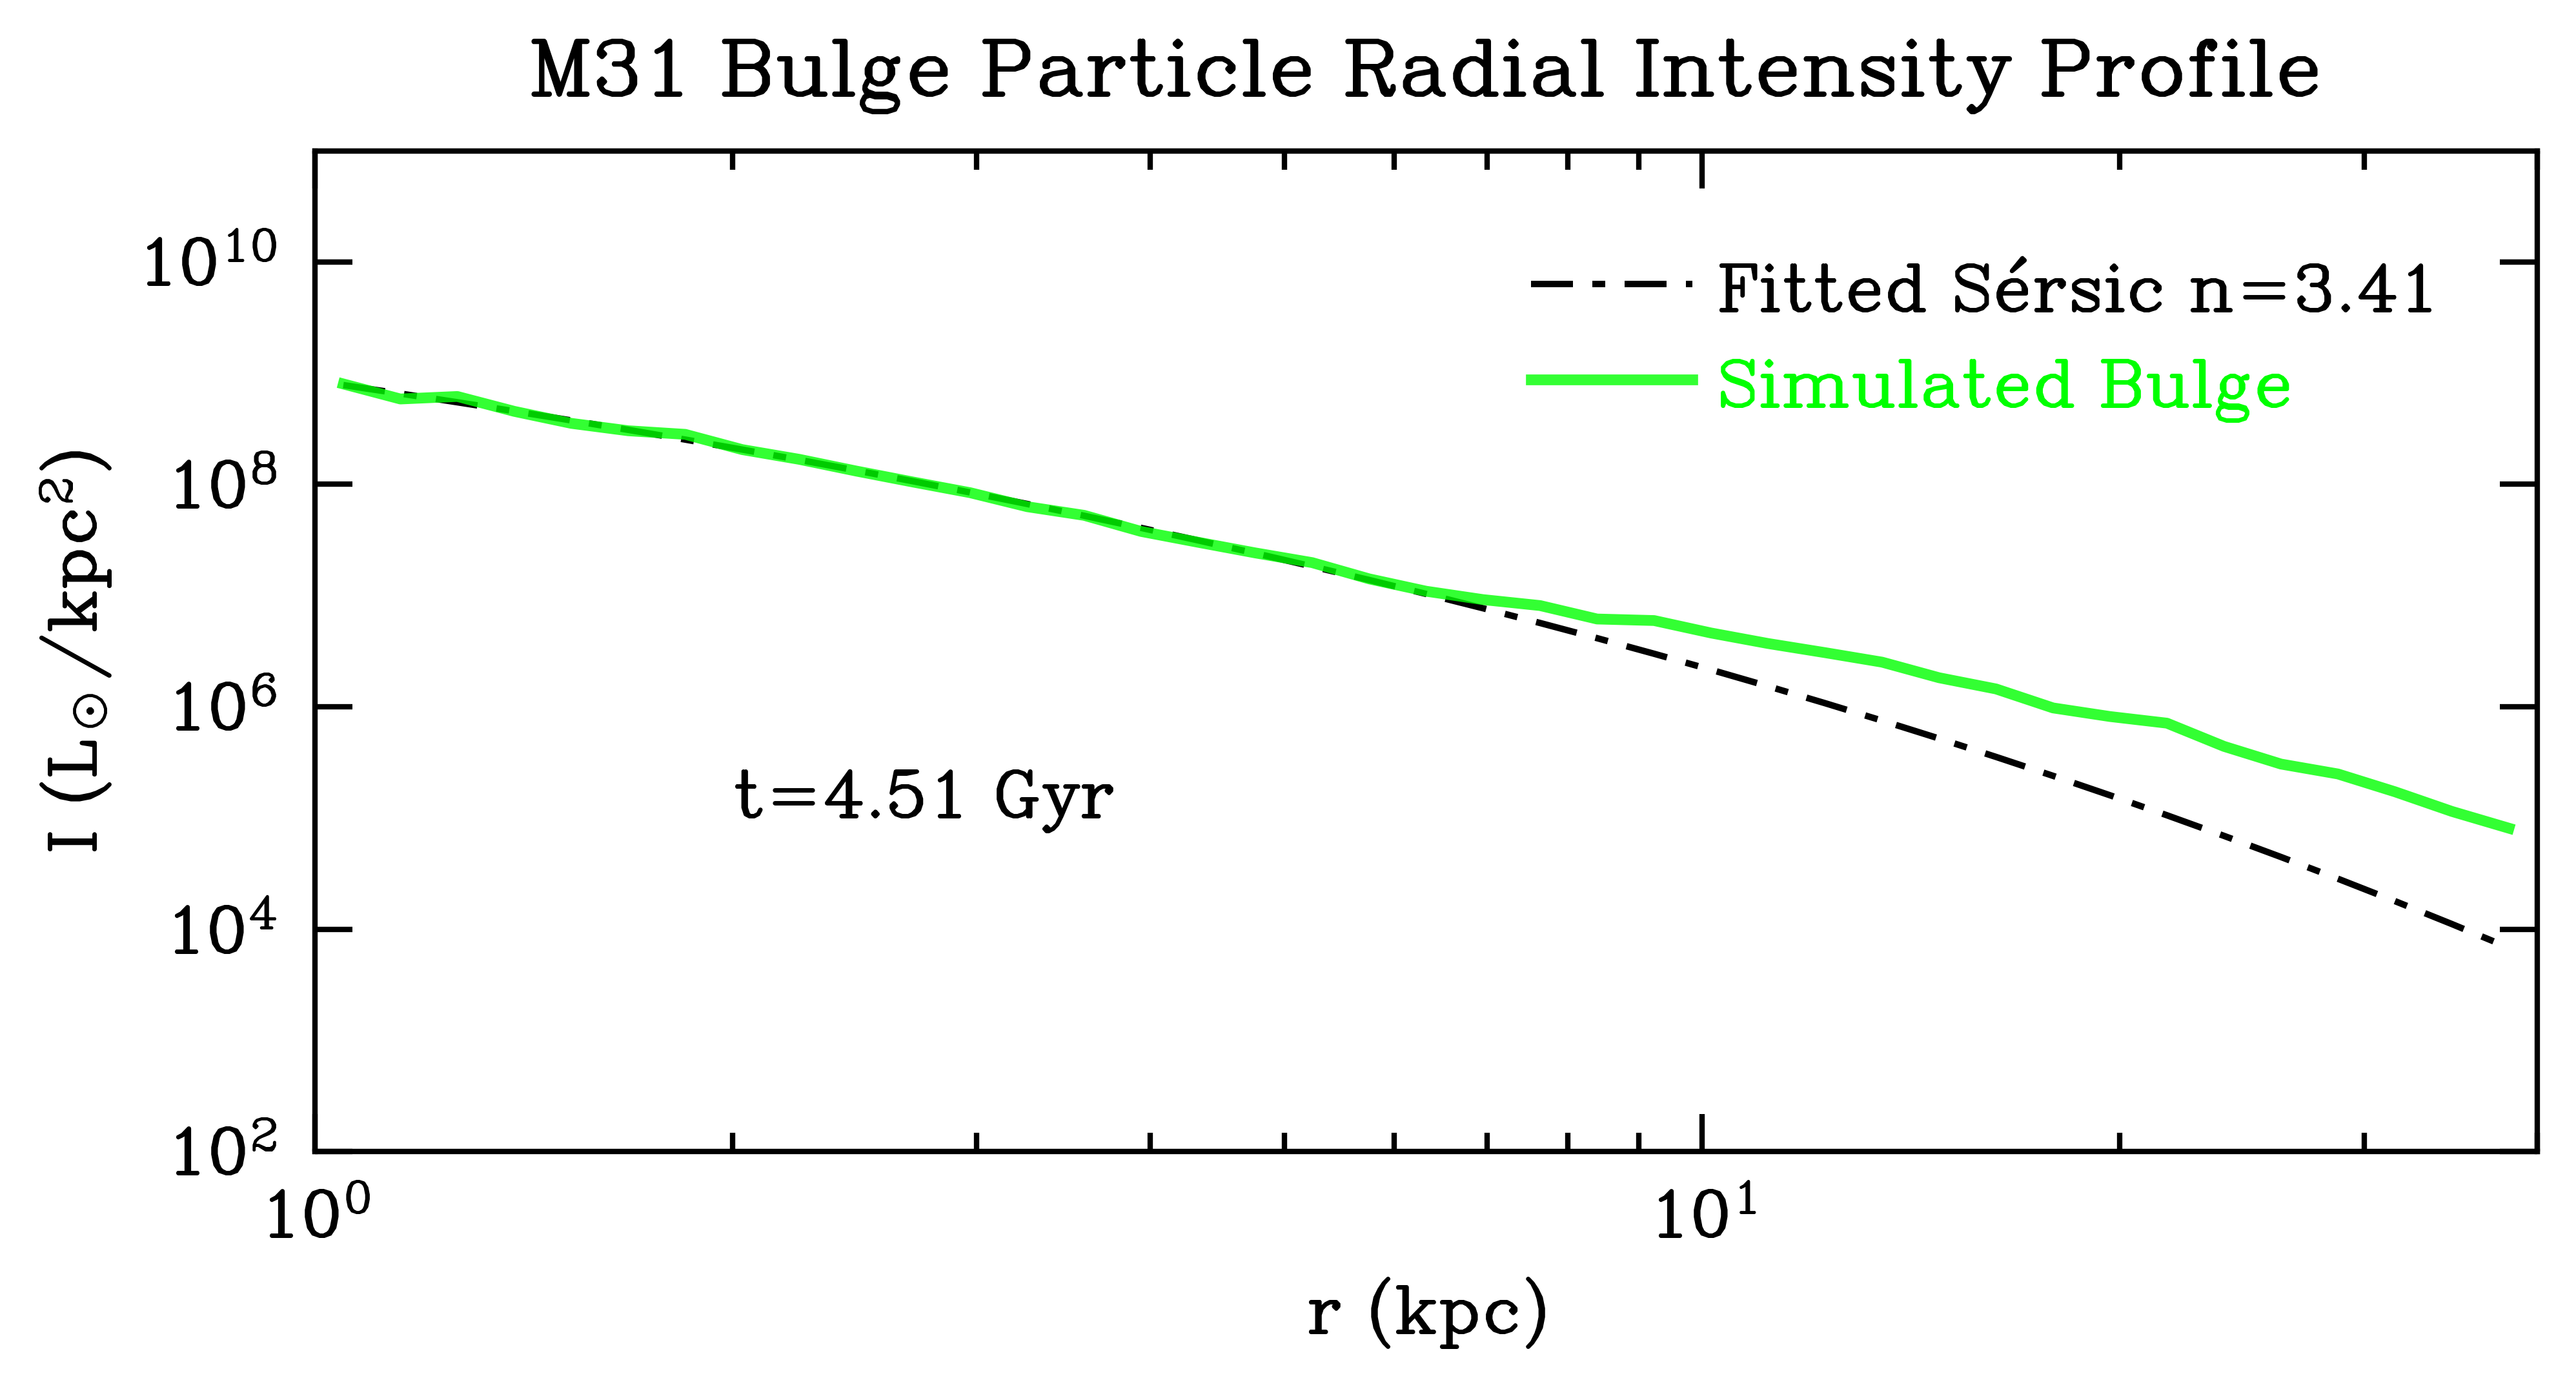 M31 Bulge Particle Radial Intensity Profile
10¹⁰
Fitted Sérsic n=3.41
Simulated Bulge
10⁸
I (L⊙/kpc²)
10⁶
t=4.51 Gyr
10⁴
10²
10⁰ 10¹
r (kpc)